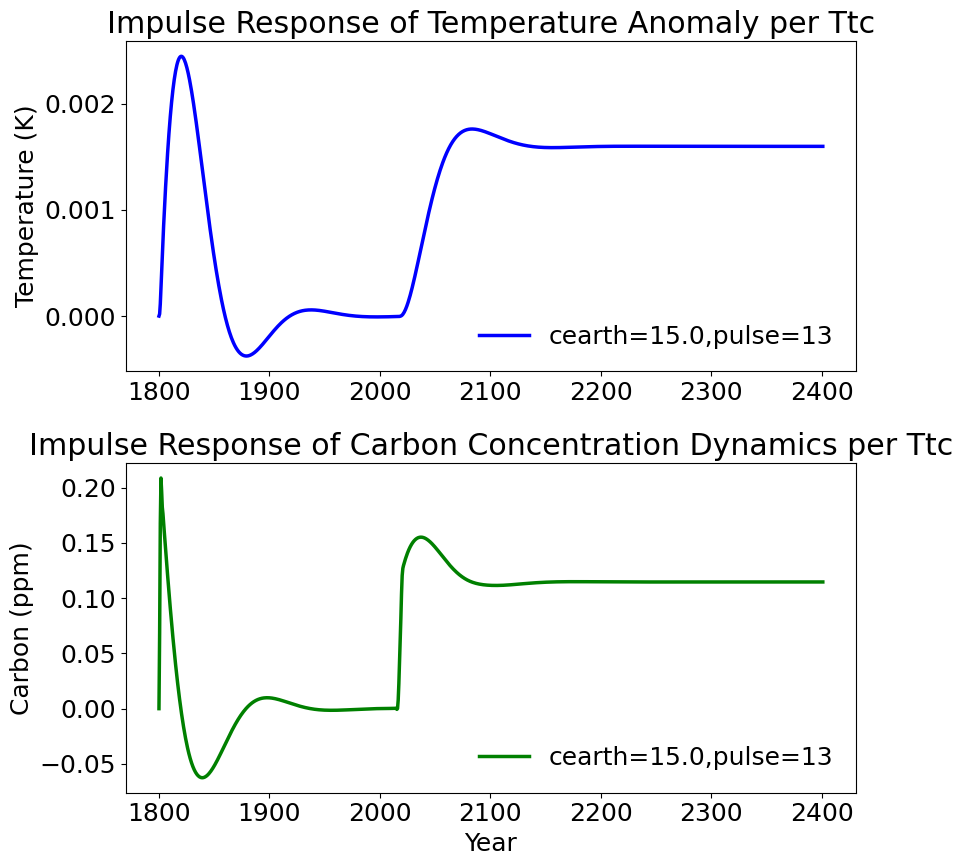 Impulse Response of Temperature Anomaly per Ttc
Temperature (K)
0.002
0.001
0.000
cearth=15.0,pulse=13
1800 1900 2000 2100 2200 2300 2400
Impulse Response of Carbon Concentration Dynamics per Ttc
Carbon (ppm)
0.20
0.15
0.10
0.05
0.00
−0.05
cearth=15.0,pulse=13
1800 1900 2000 2100 2200 2300 2400
Year